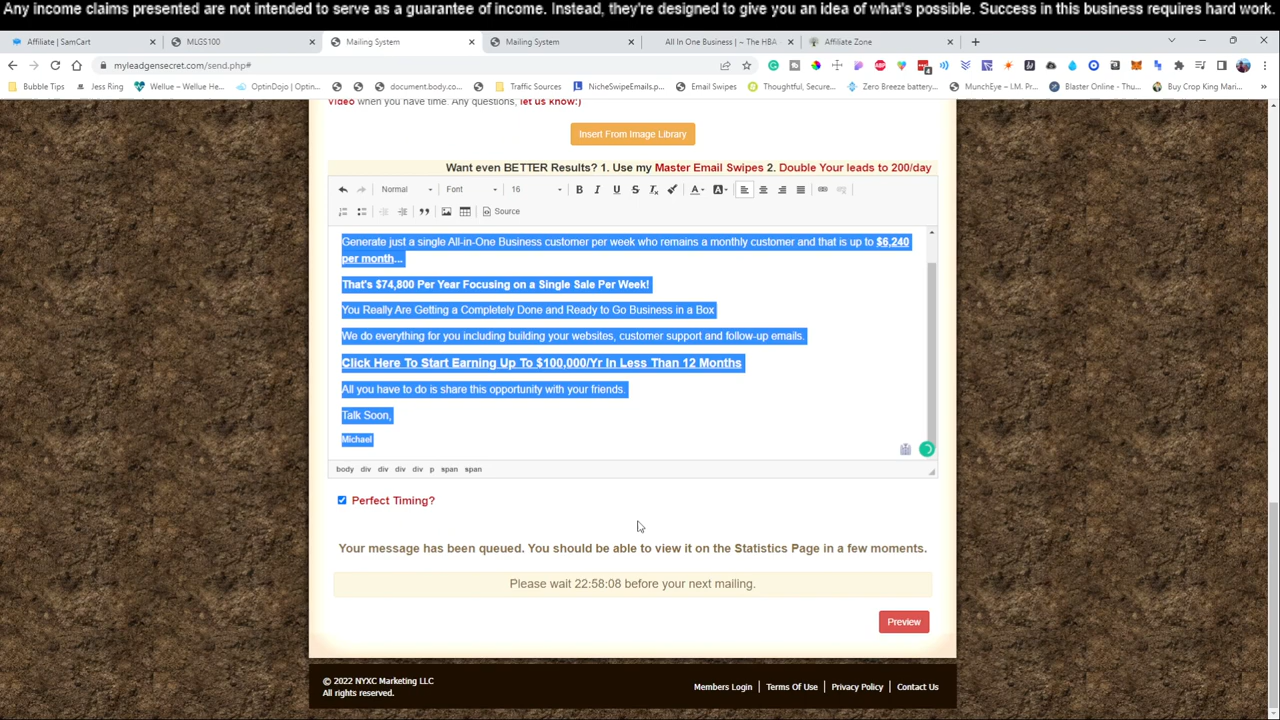 Any income claims presented are not intended to serve as a guarantee of income. Instead, they're designed to give you an idea of what's possible. Success in this business requires hard work.
Affiliate | SamCart
MLGS100
Mailing System
Mailing System
All In One Business | ~ The HBA
Affiliate Zone
myleadgensecret.com/send.php#
Bubble Tips
Jess Ring
Wellue — Wellue He...
OptinDojo | Optin...
document.body.co...
Traffic Sources
NicheSwipeEmails.p...
Email Swipes
Thoughtful, Secure...
Zero Breeze battery...
MunchEye – I.M. Pr...
Blaster Online - Thu...
Buy Crop King Mari...
Video when you have time. Any questions, let us know:)
Insert From Image Library
Want even BETTER Results? 1. Use my Master Email Swipes 2. Double Your leads to 200/day
Normal
Font
16
Source
Generate just a single All-in-One Business customer per week who remains a monthly customer and that is up to $6,240
per month...
That's $74,800 Per Year Focusing on a Single Sale Per Week!
You Really Are Getting a Completely Done and Ready to Go Business in a Box
We do everything for you including building your websites, customer support and follow-up emails.
Click Here To Start Earning Up To $100,000/Yr In Less Than 12 Months
All you have to do is share this opportunity with your friends.
Talk Soon,
Michael
body div div div div p span span
Perfect Timing?
Your message has been queued. You should be able to view it on the Statistics Page in a few moments.
Please wait 22:58:08 before your next mailing.
Preview
© 2022 NYXC Marketing LLC
All rights reserved.
Members Login | Terms Of Use | Privacy Policy | Contact Us